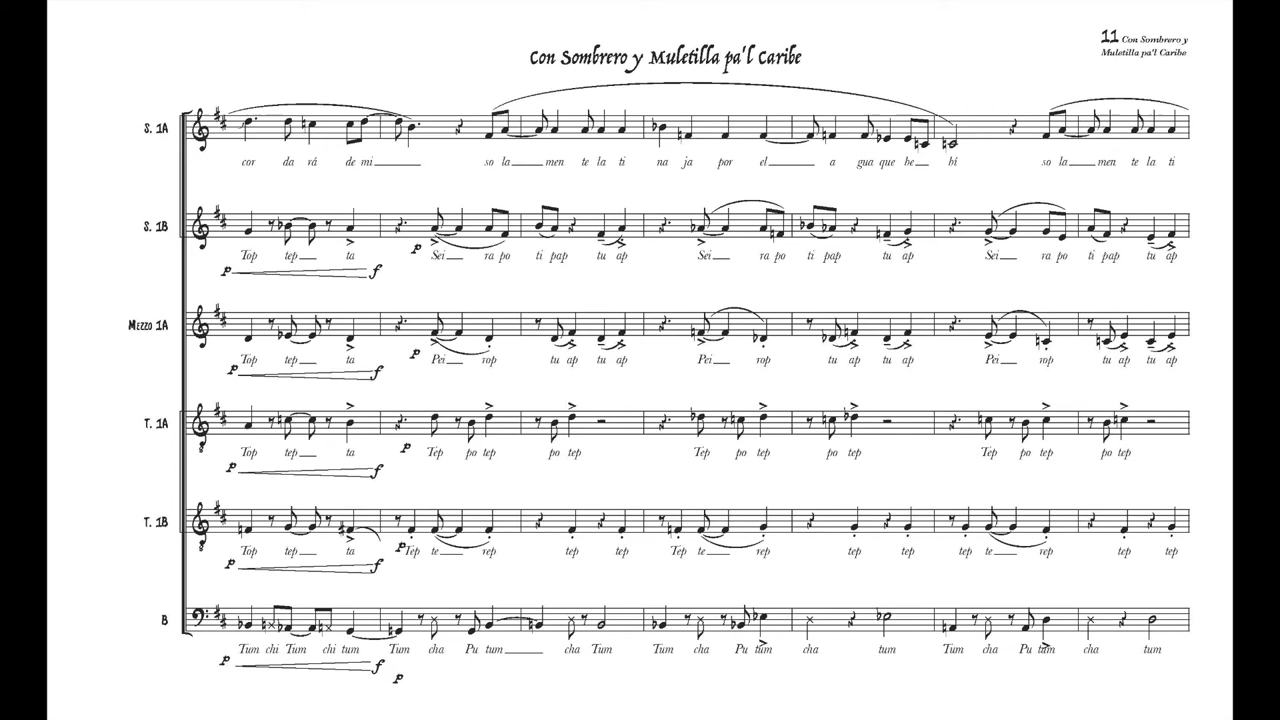 11 Con Sombrero y
Muletilla pa'l Caribe
Con Sombrero y Muletilla pa'l Caribe
S. 1A
cor da rá de mi so la men te la ti na ja por el a gua que be bí so la men te la ti
S. 1B
Top tep ta Sei ra po ti pap tu ap Sei ra po ti pap tu ap Sei ra po ti pap tu ap
p f p
Mezzo 1A
Top tep ta Pei rop tu ap tu ap Pei rop tu ap tu ap Pei rop tu ap tu ap
p f p
T. 1A
Top tep ta Tep po tep po tep Tep po tep po tep Tep po tep po tep
p f p
T. 1B
Top tep ta Tep te rep tep tep Tep te rep tep tep tep te rep tep tep
p f p
B
Tum chi Tum chi tum Tum cha Pu tum cha Tum Tum cha Pu tum cha tum Tum cha Pu tum cha tum
p f p